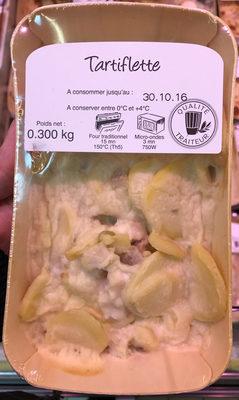 Tartiflette
A consommer jusqu'au :
30.10.16
A conserver entre 0°C et +4°C
Poids net :
0.300 kg
Four traditionnel
15 mn
150°C (Th5)
Micro-ondes
3 mn
750W
QUALITÉ
TRAITEUR